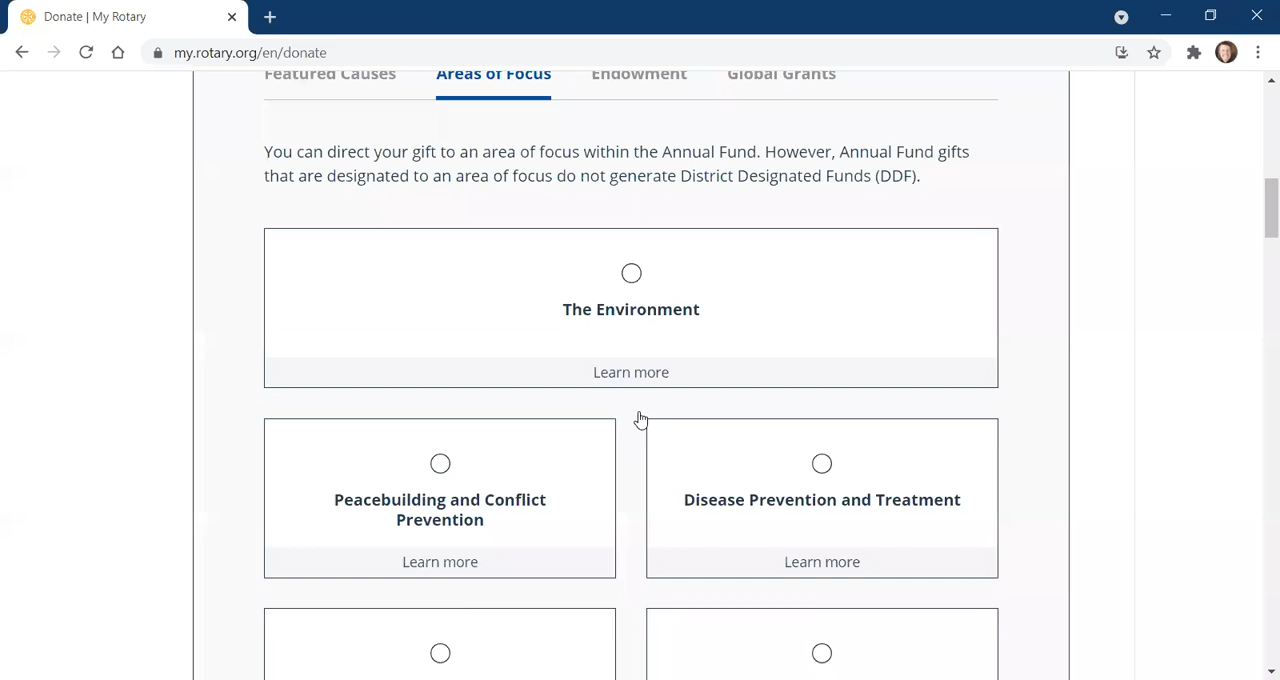 Donate | My Rotary
my.rotary.org/en/donate
Featured Causes Areas of Focus Endowment Global Grants
You can direct your gift to an area of focus within the Annual Fund. However, Annual Fund gifts
that are designated to an area of focus do not generate District Designated Funds (DDF).
The Environment
Learn more
Peacebuilding and Conflict
Prevention
Learn more
Disease Prevention and Treatment
Learn more